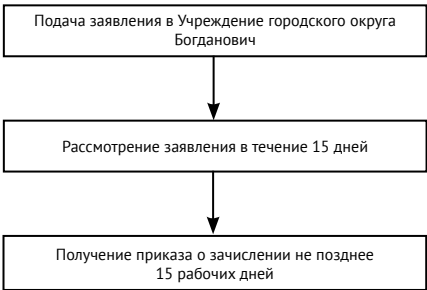 Подача заявления в Учреждение городского округа
Богданович
Рассмотрение заявления в течение 15 дней
Получение приказа о зачислении не позднее
15 рабочих дней